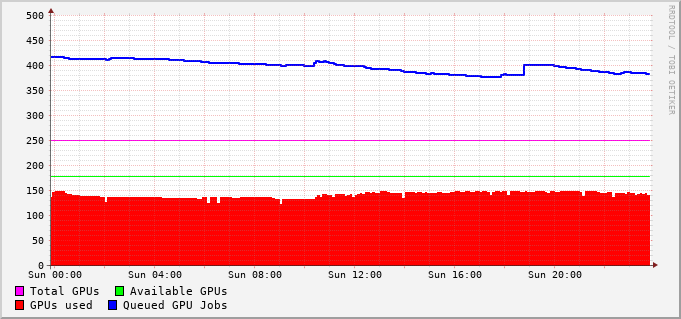 500
450
400
350
300
250
200
150
100
50
0
Sun 00:00 Sun 04:00 Sun 08:00 Sun 12:00 Sun 16:00 Sun 20:00
Total GPUs Available GPUs
GPUs used Queued GPU Jobs
RRDTOOL / TOBI OETIKER